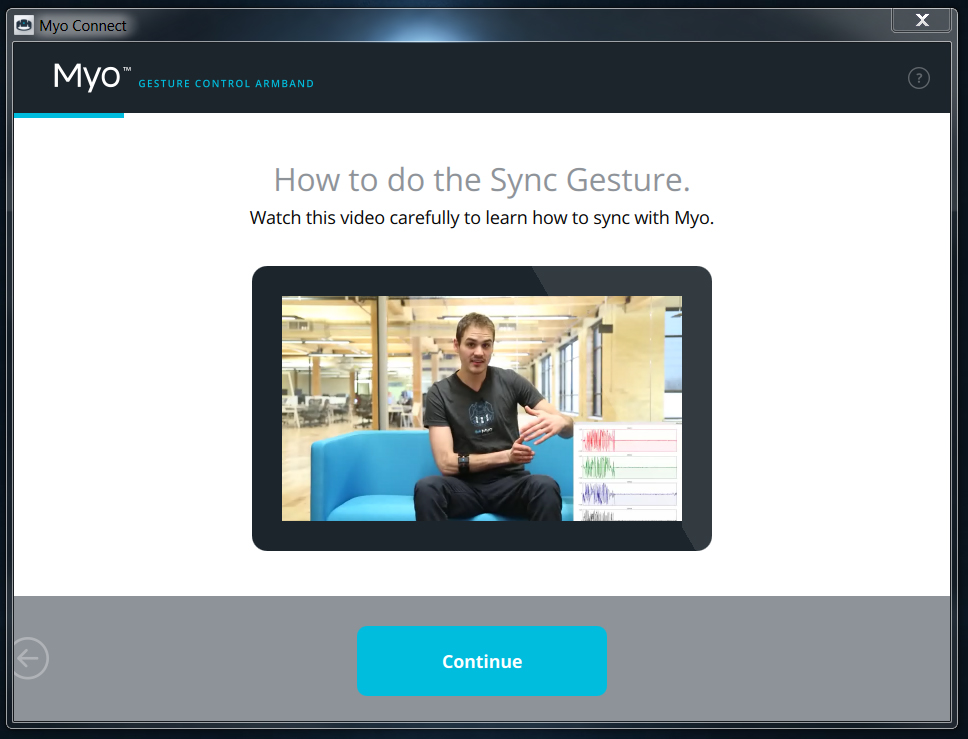 Myo Connect
X
Myo™ GESTURE CONTROL ARMBAND
?
How to do the Sync Gesture.
Watch this video carefully to learn how to sync with Myo.
Continue